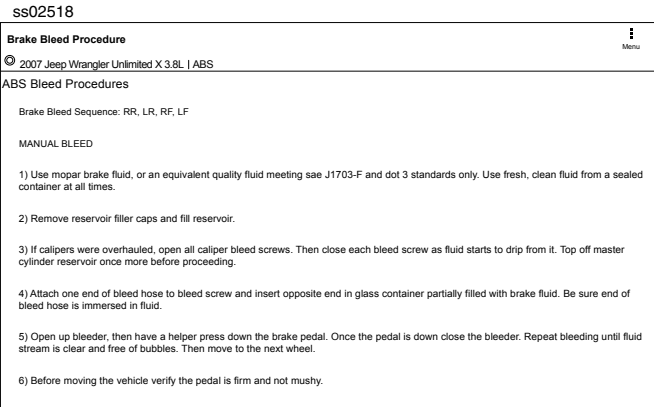 ss02518
Brake Bleed Procedure
Menu
2007 Jeep Wrangler Unlimited X 3.8L | ABS
ABS Bleed Procedures
Brake Bleed Sequence: RR, LR, RF, LF
MANUAL BLEED
1) Use mopar brake fluid, or an equivalent quality fluid meeting sae J1703-F and dot 3 standards only. Use fresh, clean fluid from a sealed
container at all times.
2) Remove reservoir filler caps and fill reservoir.
3) If calipers were overhauled, open all caliper bleed screws. Then close each bleed screw as fluid starts to drip from it. Top off master
cylinder reservoir once more before proceeding.
4) Attach one end of bleed hose to bleed screw and insert opposite end in glass container partially filled with brake fluid. Be sure end of
bleed hose is immersed in fluid.
5) Open up bleeder, then have a helper press down the brake pedal. Once the pedal is down close the bleeder. Repeat bleeding until fluid
stream is clear and free of bubbles. Then move to the next wheel.
6) Before moving the vehicle verify the pedal is firm and not mushy.